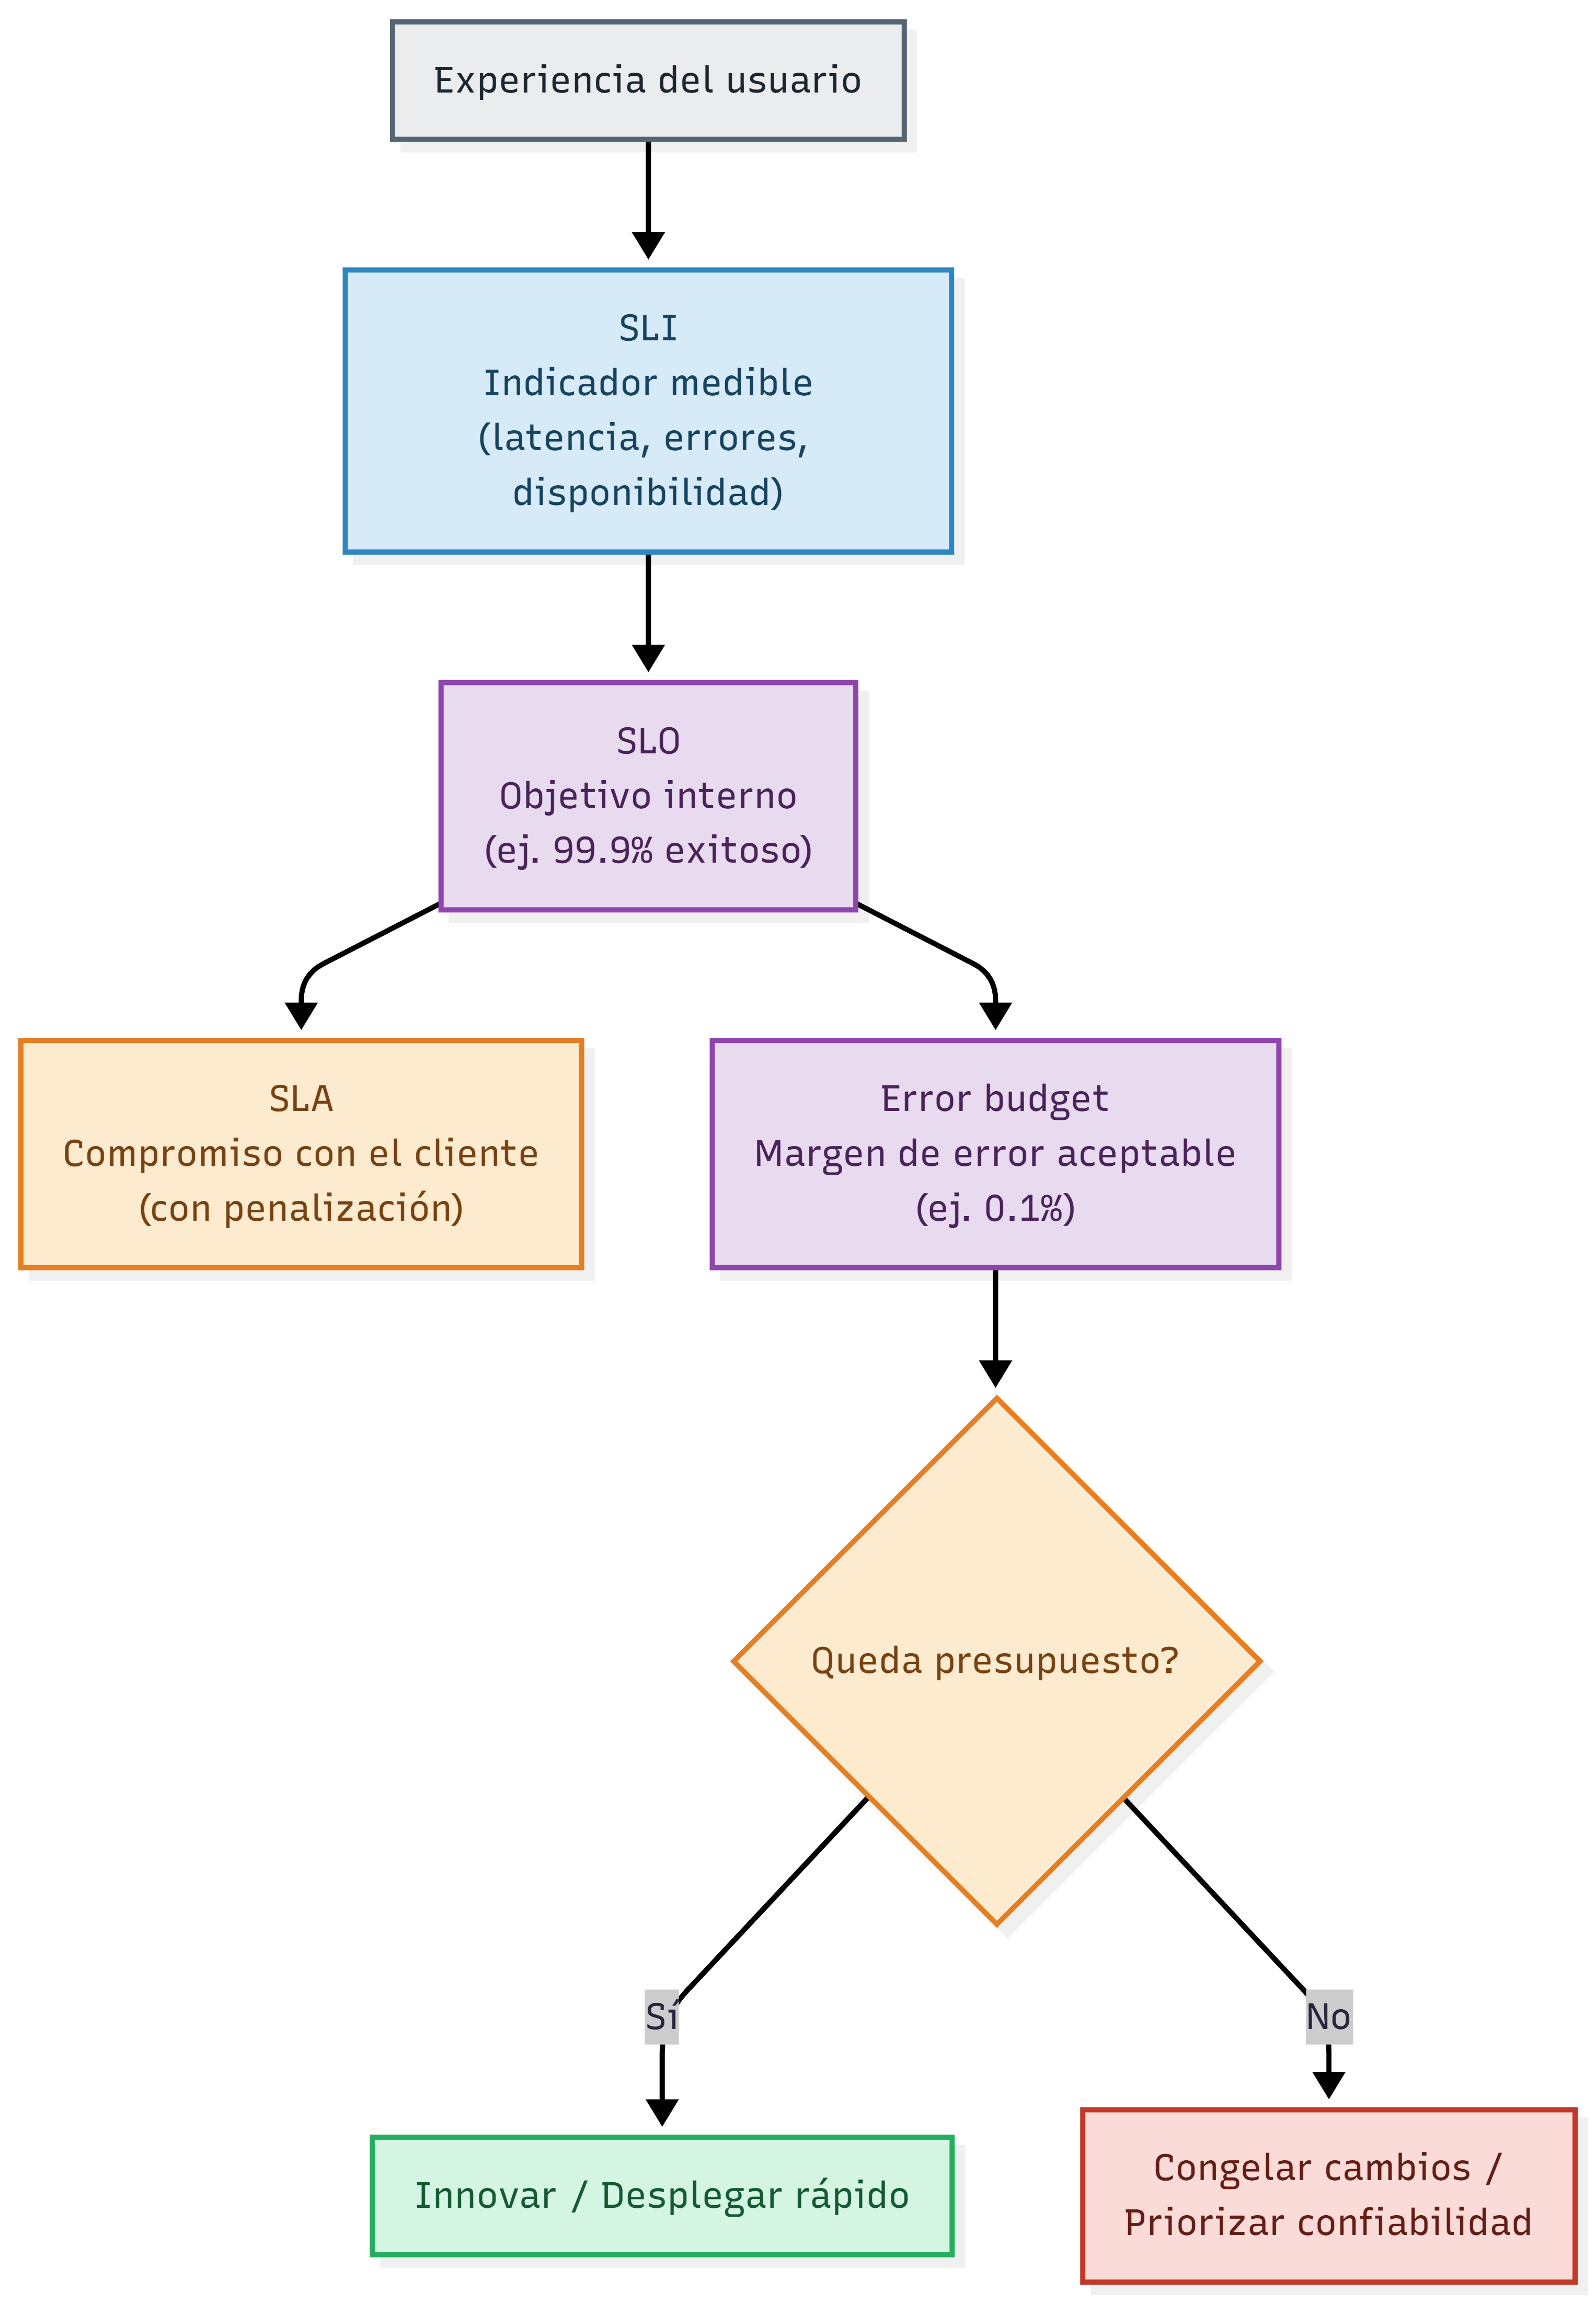 Experiencia del usuario
SLI
Indicador medible
(latencia, errores,
disponibilidad)
SLO
Objetivo interno
(ej. 99.9% exitoso)
SLA
Compromiso con el cliente
(con penalización)
Error budget
Margen de error aceptable
(ej. 0.1%)
Queda presupuesto?
Sí
No
Innovar / Desplegar rápido
Congelar cambios /
Priorizar confiabilidad